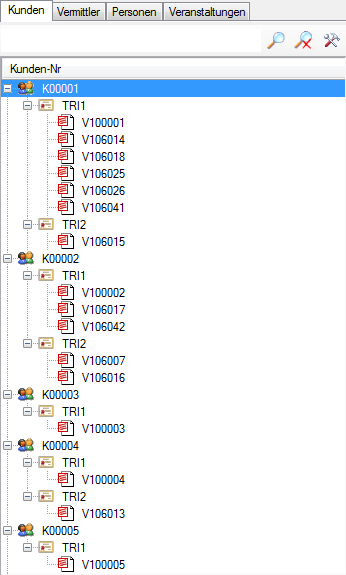 Kunden Vermittler Personen Veranstaltungen
Kunden-Nr
K00001
TRI1
V100001
V106014
V106018
V106025
V106026
V106041
TRI2
V106015
K00002
TRI1
V100002
V106017
V106042
TRI2
V106007
V106016
K00003
TRI1
V100003
K00004
TRI1
V100004
TRI2
V106013
K00005
TRI1
V100005